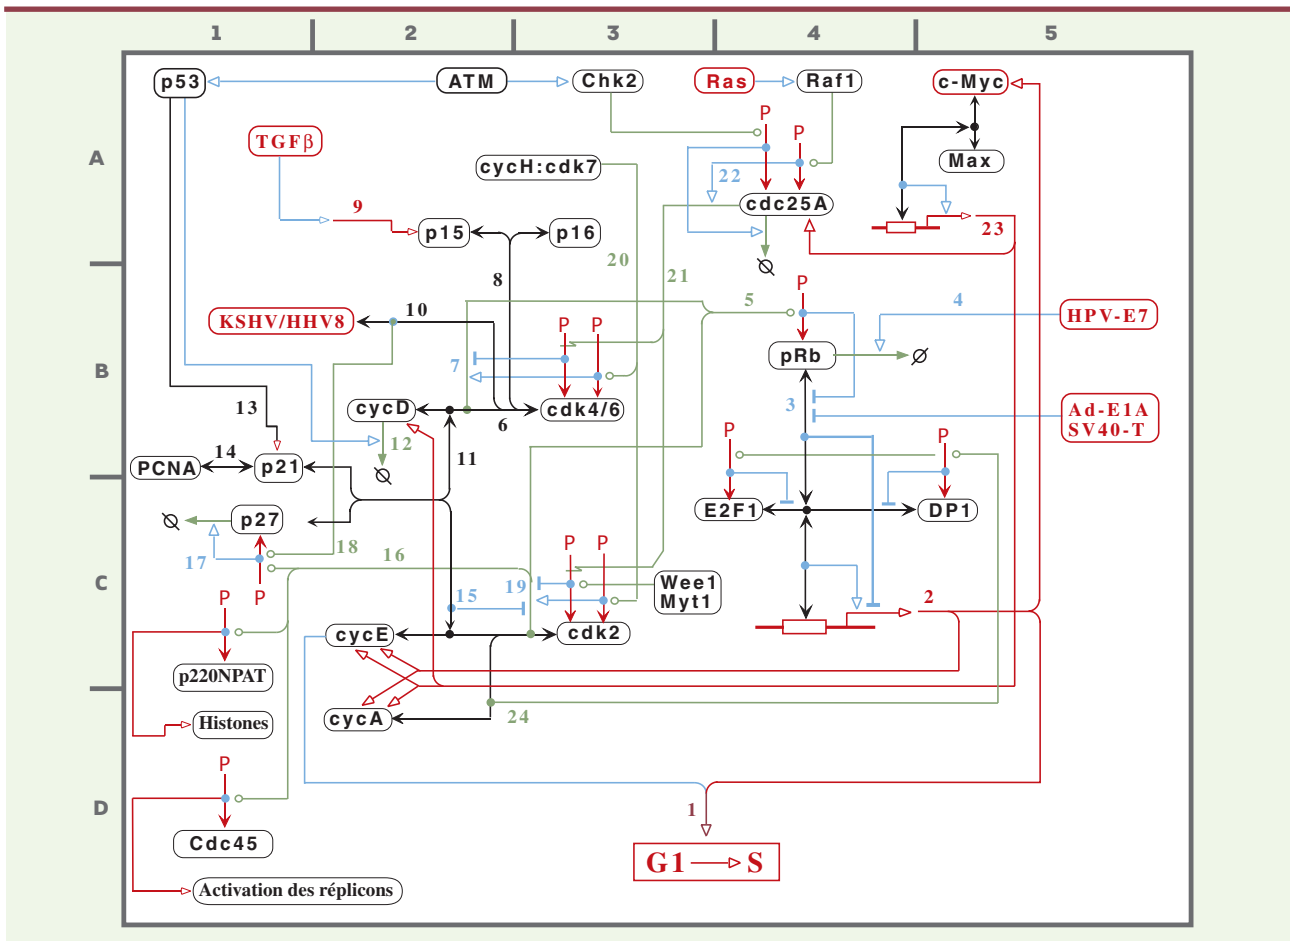 1 2 3 4 5
A
B
C
D
p53
ATM
Chk2
Ras
Raf1
c-Myc
P
P
TGFβ
cycH:cdk7
Max
22
cdc25A
9
p15
p16
23
8
20
21
Ø
KSHV/HHV8
10
P
5
4
HPV-E7
P
P
7
pRb
Ø
13
cycD
6
cdk4/6
3
Ad-E1A
SV40-T
12
P
P
PCNA
14
p21
11
Ø
E2F1
DP1
Ø
p27
18
16
17
P
P
19
Wee1
Myt1
P
P
15
2
cycE
cdk2
p220NPAT
Histones
cycA
24
P
1
Cdc45
G1
S
Activation des réplicons